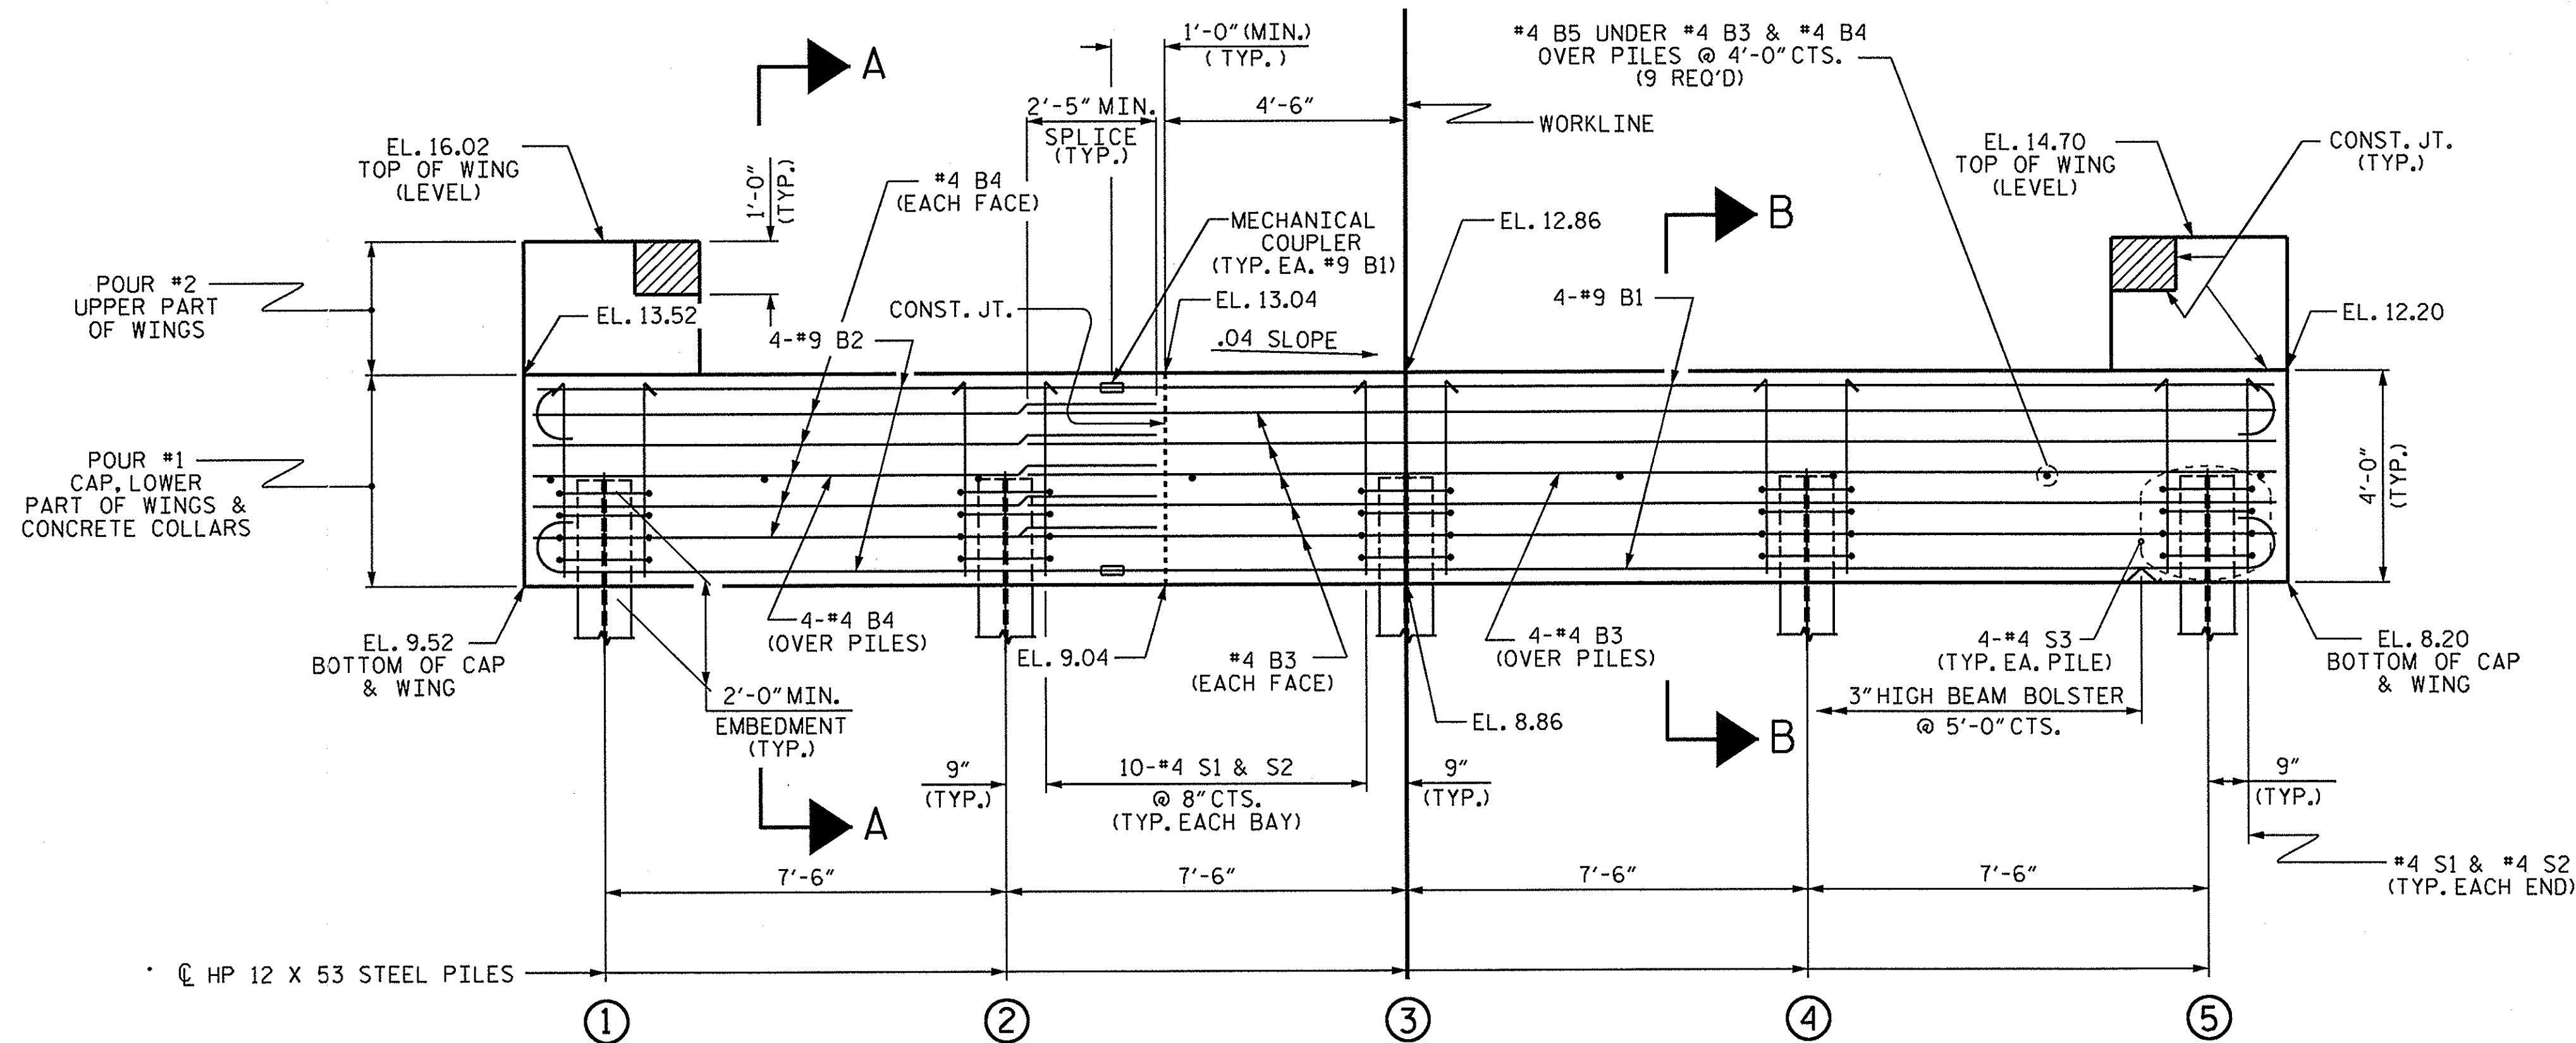 1'-0" (MIN.)
(TYP.)
#4 B5 UNDER #4 B3 & #4 B4
OVER PILES @ 4'-0" CTS.
(9 REQ'D)
A
2'-5" MIN.
SPLICE
(TYP.)
4'-6"
WORKLINE
EL. 16.02
TOP OF WING
(LEVEL)
1'-0"
(TYP.)
#4 B4
(EACH FACE)
EL. 14.70
TOP OF WING
(LEVEL)
CONST. JT.
(TYP.)
MECHANICAL
COUPLER
(TYP. EA. #9 B1)
EL. 12.86
B
POUR #2
UPPER PART
OF WINGS
EL. 13.52
CONST. JT.
EL. 13.04
4-#9 B1
EL. 12.20
4-#9 B2
.04 SLOPE
POUR #1
CAP, LOWER
PART OF WINGS &
CONCRETE COLLARS
4'-0"
(TYP.)
EL. 9.52
BOTTOM OF CAP
& WING
4-#4 B4
(OVER PILES)
EL. 9.04
#4 B3
(EACH FACE)
4-#4 B3
(OVER PILES)
4-#4 S3
(TYP. EA. PILE)
EL. 8.20
BOTTOM OF CAP
& WING
2'-0" MIN.
EMBEDMENT
(TYP.)
EL. 8.86
3" HIGH BEAM BOLSTER
@ 5'-0" CTS.
B
9"
(TYP.)
10-#4 S1 & S2
@ 8" CTS.
(TYP. EACH BAY)
9"
(TYP.)
9"
(TYP.)
A
#4 S1 & #4 S2
(TYP. EACH END)
7'-6"
7'-6"
7'-6"
7'-6"
℄ HP 12 X 53 STEEL PILES
1
2
3
4
5